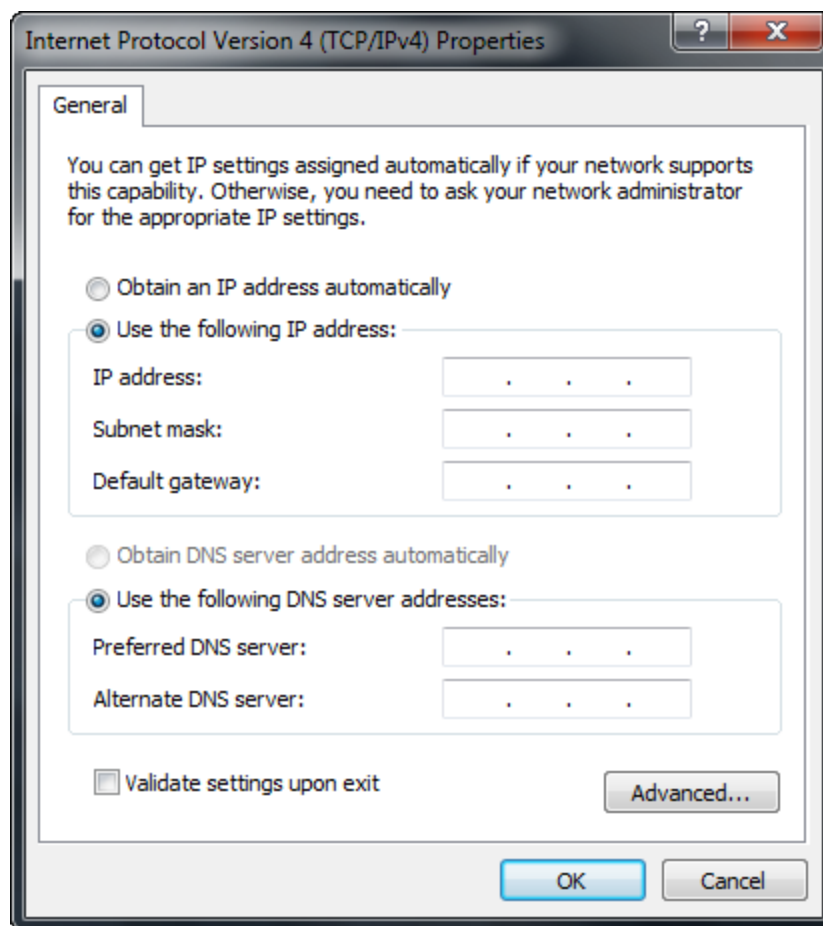 Internet Protocol Version 4 (TCP/IPv4) Properties
?
X
General
You can get IP settings assigned automatically if your network supports
this capability. Otherwise, you need to ask your network administrator
for the appropriate IP settings.
Obtain an IP address automatically
Use the following IP address:
IP address: . . .
Subnet mask: . . .
Default gateway: . . .
Obtain DNS server address automatically
Use the following DNS server addresses:
Preferred DNS server: . . .
Alternate DNS server: . . .
Validate settings upon exit
Advanced...
OK Cancel